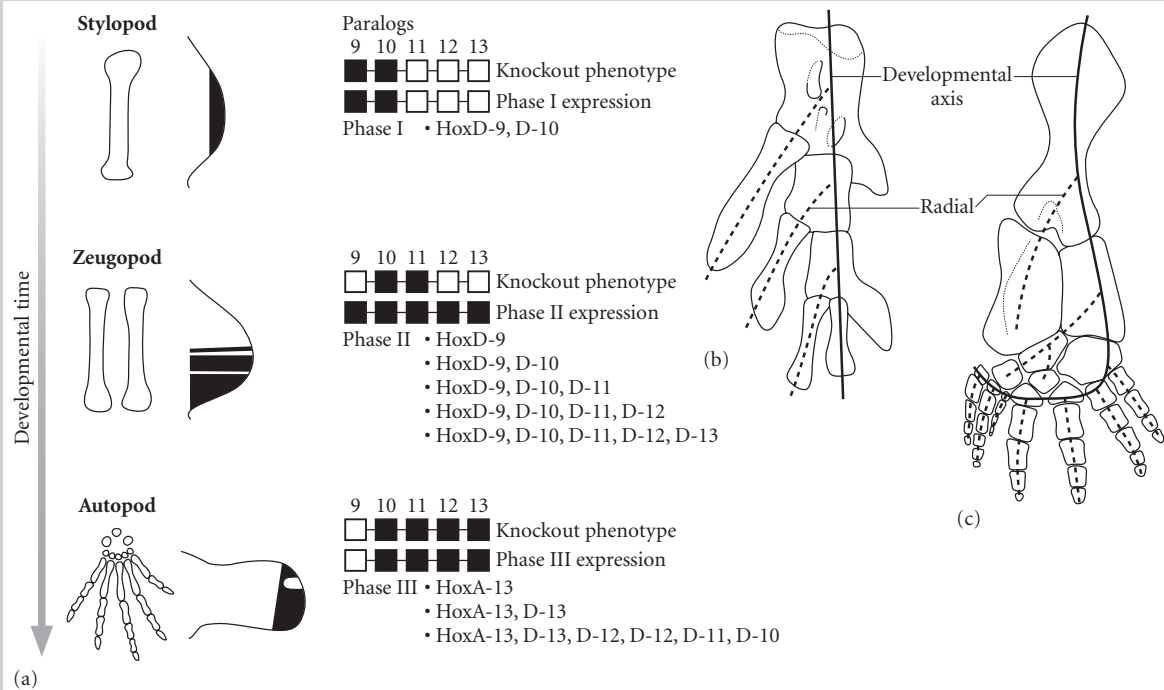 Stylopod
Paralogs
9 10 11 12 13
Knockout phenotype
Phase I expression
Phase I • HoxD-9, D-10
Zeugopod
9 10 11 12 13
Knockout phenotype
Phase II expression
Phase II • HoxD-9
• HoxD-9, D-10
• HoxD-9, D-10, D-11
• HoxD-9, D-10, D-11, D-12
• HoxD-9, D-10, D-11, D-12, D-13
Autopod
9 10 11 12 13
Knockout phenotype
Phase III expression
Phase III • HoxA-13
• HoxA-13, D-13
• HoxA-13, D-13, D-12, D-12, D-11, D-10
Developmental time
(a)
Developmental
axis
Radial
(b)
(c)